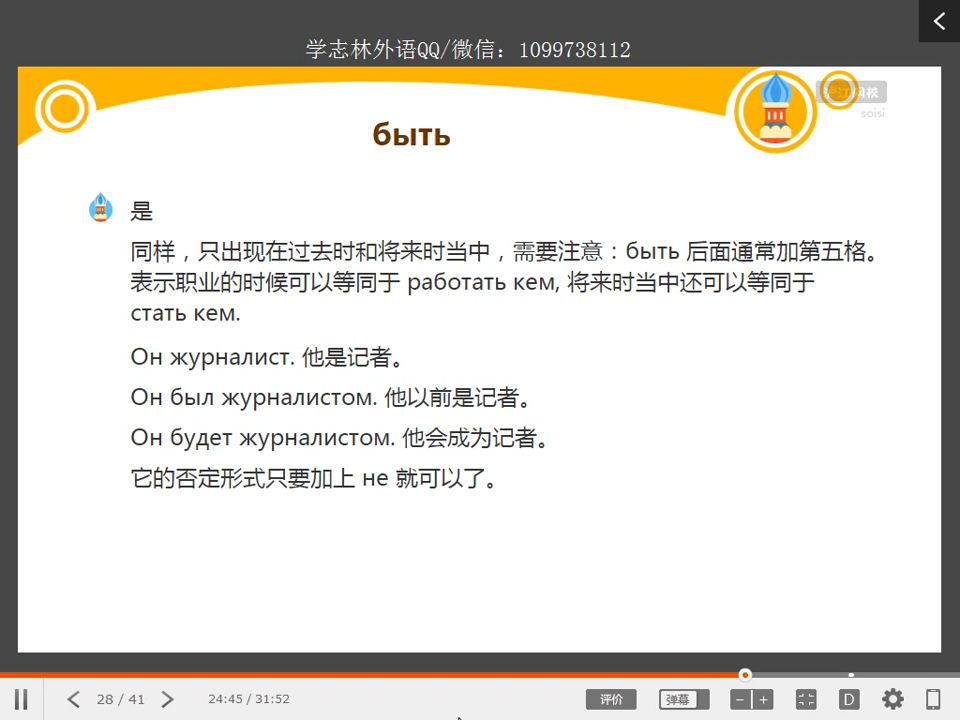 学志林外语QQ/微信：1099738112
沪江网校
soisi
быть
是
同样，只出现在过去时和将来时当中，需要注意：быть 后面通常加第五格。
表示职业的时候可以等同于 работать кем, 将来时当中还可以等同于
стать кем.
Он журналист. 他是记者。
Он был журналистом. 他以前是记者。
Он будет журналистом. 他会成为记者。
它的否定形式只要加上 не 就可以了。
28 / 41
24:45 / 31:52
评价
弹幕
D